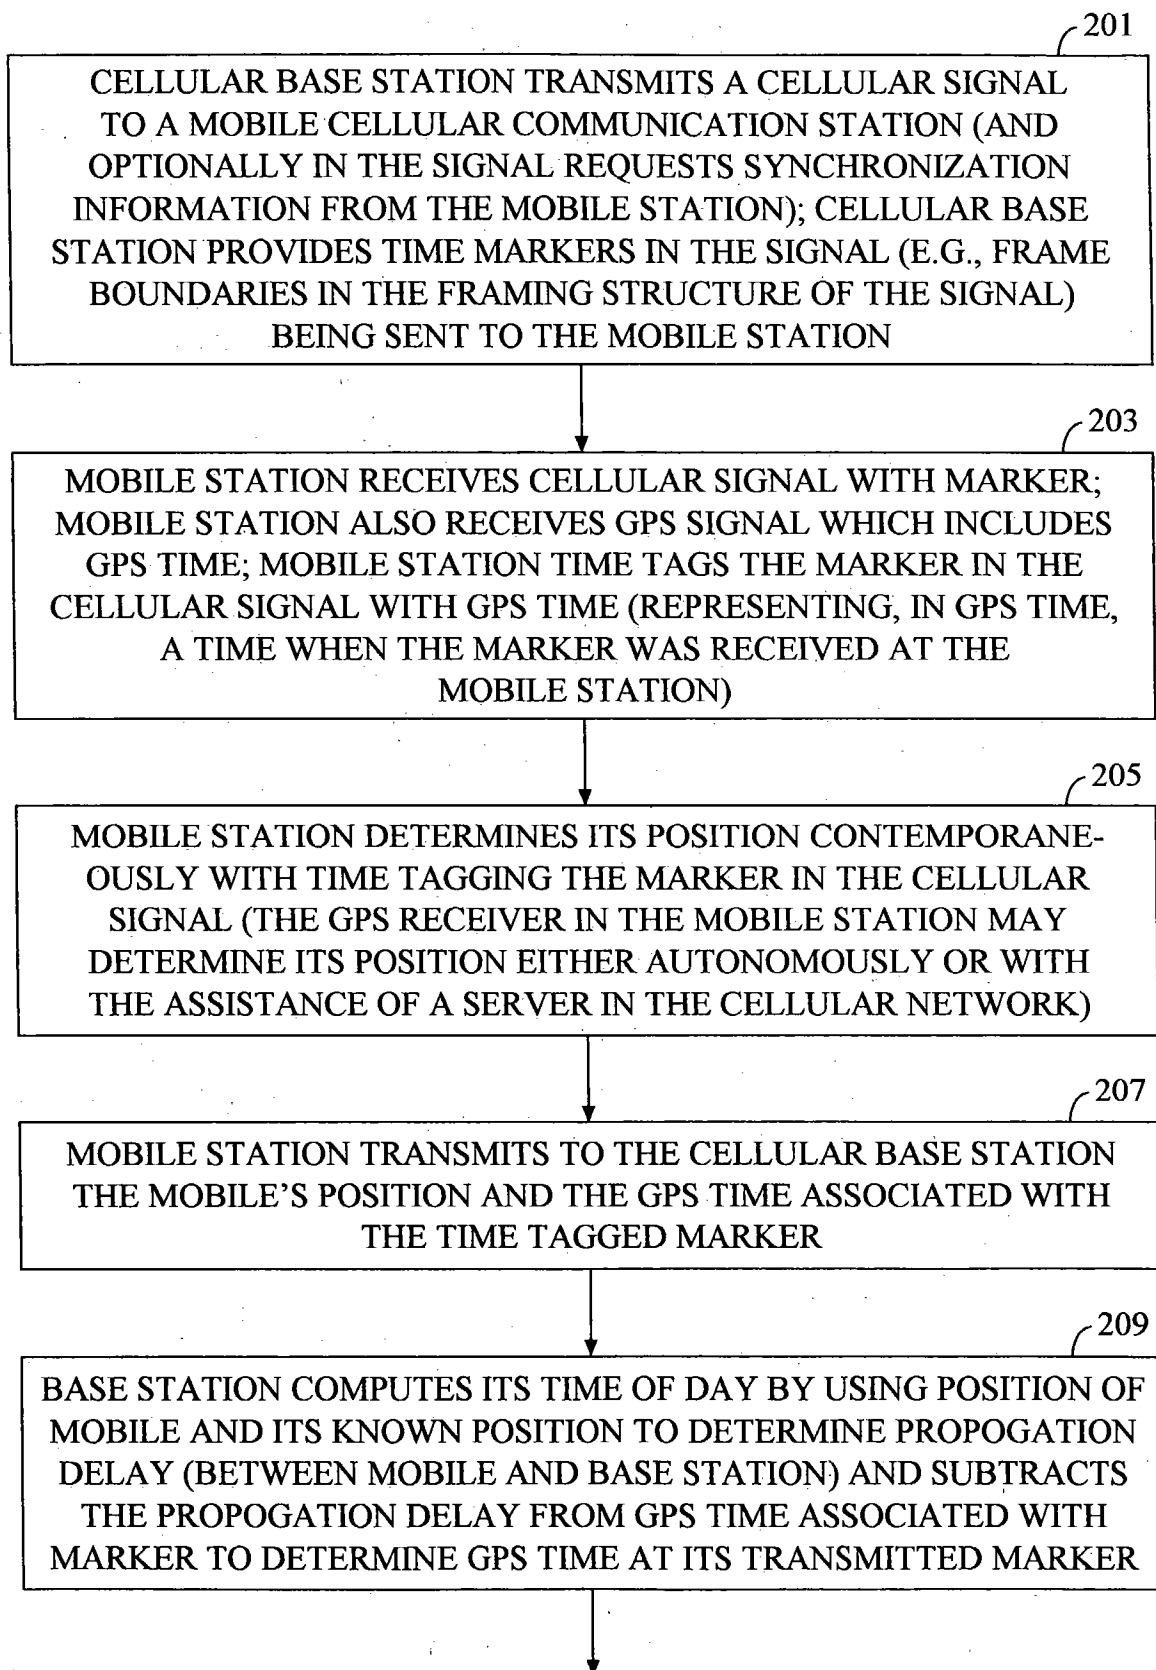 201
CELLULAR BASE STATION TRANSMITS A CELLULAR SIGNAL
TO A MOBILE CELLULAR COMMUNICATION STATION (AND
OPTIONALLY IN THE SIGNAL REQUESTS SYNCHRONIZATION
INFORMATION FROM THE MOBILE STATION); CELLULAR BASE
STATION PROVIDES TIME MARKERS IN THE SIGNAL (E.G., FRAME
BOUNDARIES IN THE FRAMING STRUCTURE OF THE SIGNAL)
BEING SENT TO THE MOBILE STATION
203
MOBILE STATION RECEIVES CELLULAR SIGNAL WITH MARKER;
MOBILE STATION ALSO RECEIVES GPS SIGNAL WHICH INCLUDES
GPS TIME; MOBILE STATION TIME TAGS THE MARKER IN THE
CELLULAR SIGNAL WITH GPS TIME (REPRESENTING, IN GPS TIME,
A TIME WHEN THE MARKER WAS RECEIVED AT THE
MOBILE STATION)
205
MOBILE STATION DETERMINES ITS POSITION CONTEMPORANE-
OUSLY WITH TIME TAGGING THE MARKER IN THE CELLULAR
SIGNAL (THE GPS RECEIVER IN THE MOBILE STATION MAY
DETERMINE ITS POSITION EITHER AUTONOMOUSLY OR WITH
THE ASSISTANCE OF A SERVER IN THE CELLULAR NETWORK)
207
MOBILE STATION TRANSMITS TO THE CELLULAR BASE STATION
THE MOBILE'S POSITION AND THE GPS TIME ASSOCIATED WITH
THE TIME TAGGED MARKER
209
BASE STATION COMPUTES ITS TIME OF DAY BY USING POSITION OF
MOBILE AND ITS KNOWN POSITION TO DETERMINE PROPOGATION
DELAY (BETWEEN MOBILE AND BASE STATION) AND SUBTRACTS
THE PROPOGATION DELAY FROM GPS TIME ASSOCIATED WITH
MARKER TO DETERMINE GPS TIME AT ITS TRANSMITTED MARKER